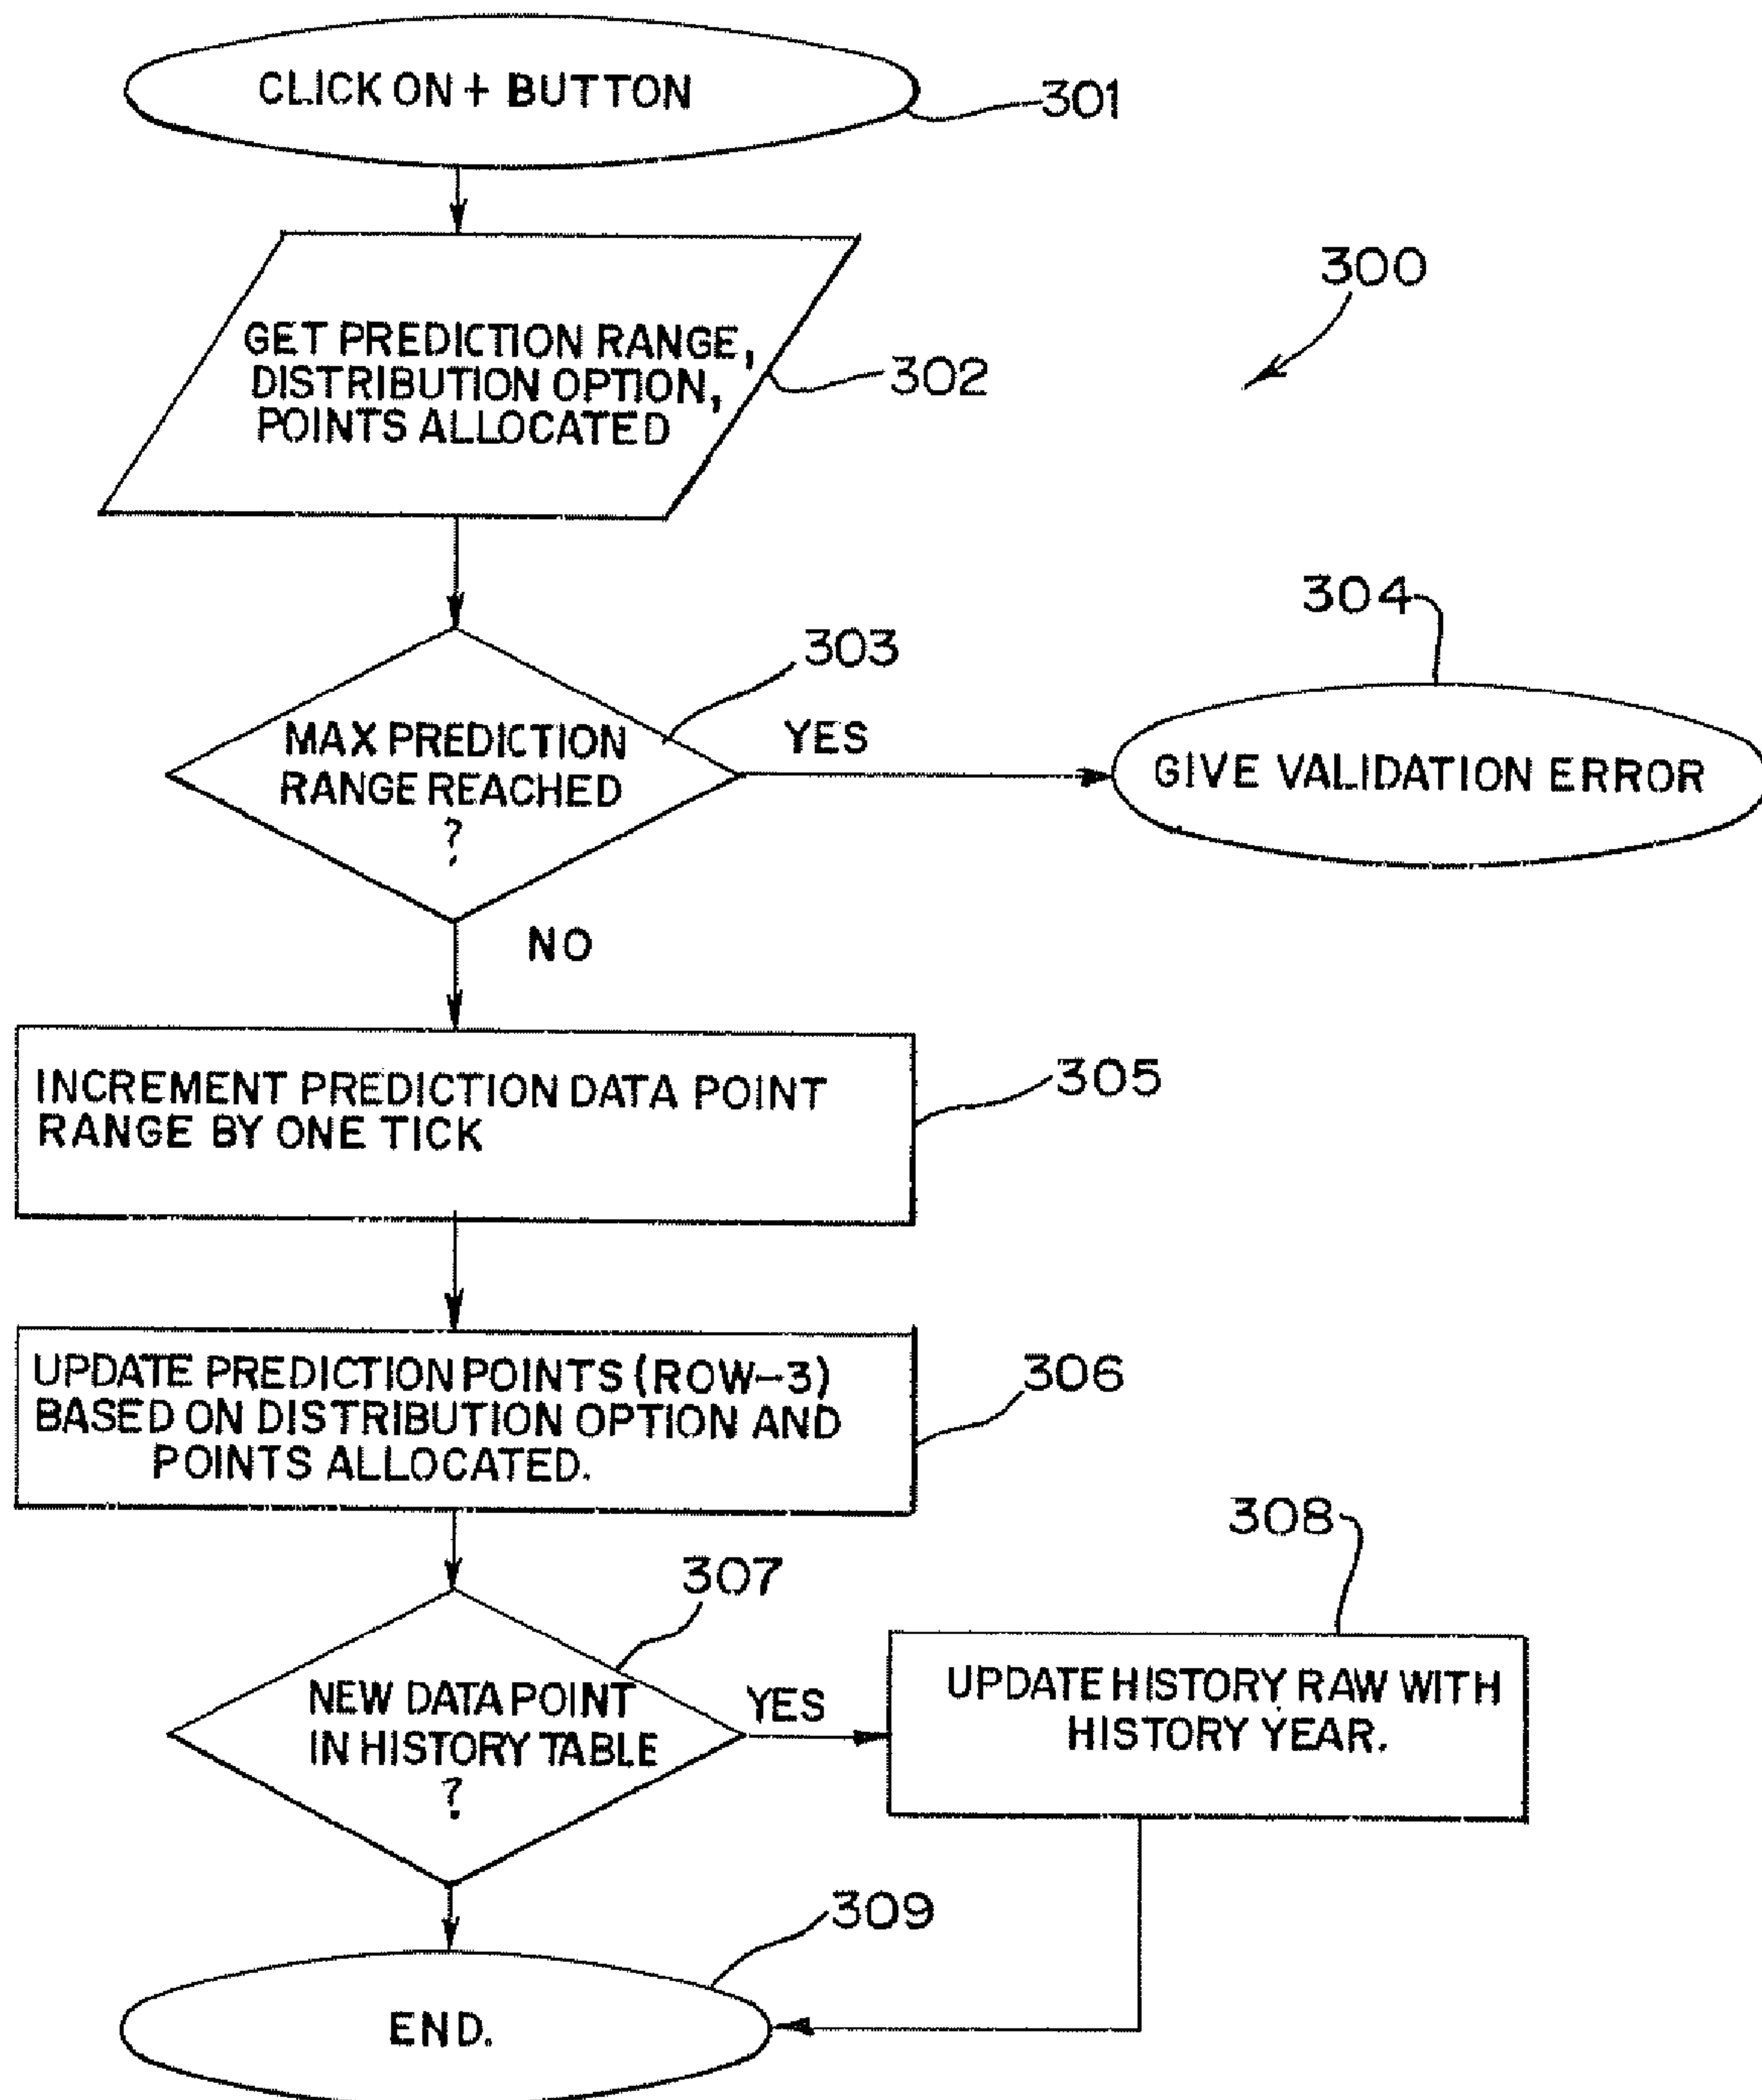 CLICK ON + BUTTON
301
300
GET PREDICTION RANGE,
DISTRIBUTION OPTION,
POINTS ALLOCATED
302
303
304
MAX PREDICTION
RANGE REACHED
?
YES
GIVE VALIDATION ERROR
NO
INCREMENT PREDICTION DATA POINT
RANGE BY ONE TICK
305
UPDATE PREDICTION POINTS (ROW-3)
BASED ON DISTRIBUTION OPTION AND
POINTS ALLOCATED.
306
307
308
NEW DATA POINT
IN HISTORY TABLE
?
YES
UPDATE HISTORY RAW WITH
HISTORY YEAR.
309
END.